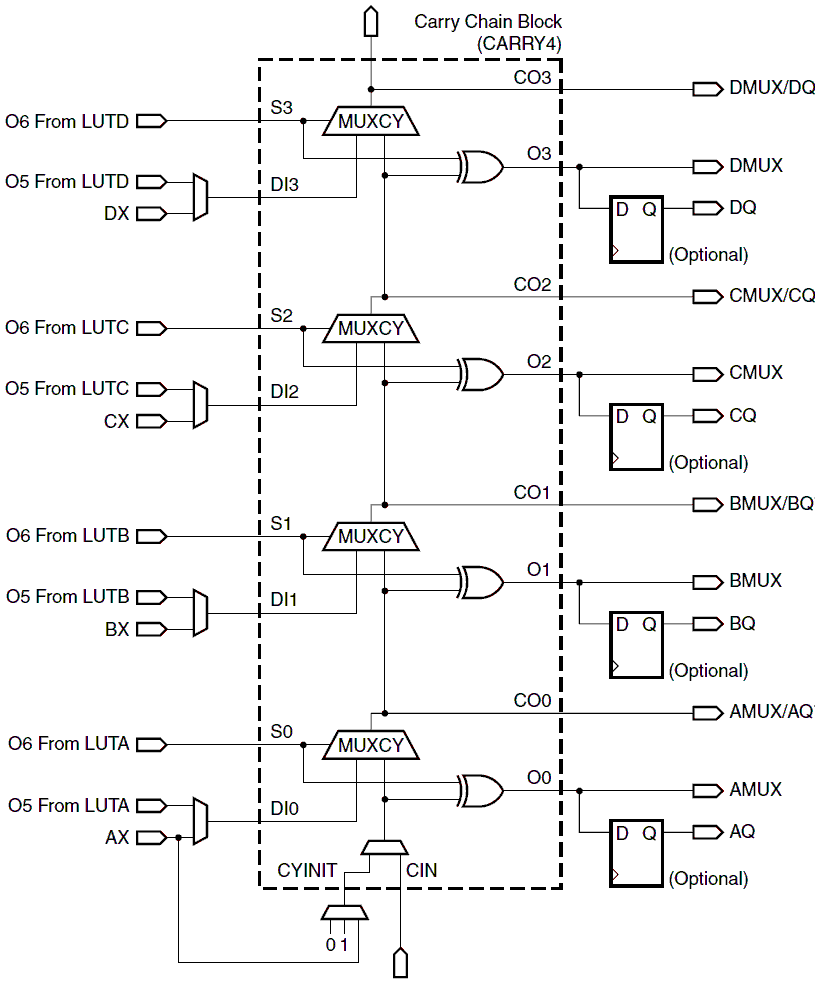 Carry Chain Block
(CARRY4)
CO3
DMUX/DQ
O6 From LUTD
S3
MUXCY
O3
DMUX
O5 From LUTD
DI3
DX
D Q
DQ
(Optional)
CO2
CMUX/CQ
O6 From LUTC
S2
MUXCY
O2
CMUX
O5 From LUTC
DI2
CX
D Q
CQ
(Optional)
CO1
BMUX/BQ
O6 From LUTB
S1
MUXCY
O1
BMUX
O5 From LUTB
DI1
BX
D Q
BQ
(Optional)
CO0
AMUX/AQ
O6 From LUTA
S0
MUXCY
O0
AMUX
O5 From LUTA
DI0
AX
D Q
AQ
CYINIT
CIN
(Optional)
0 1